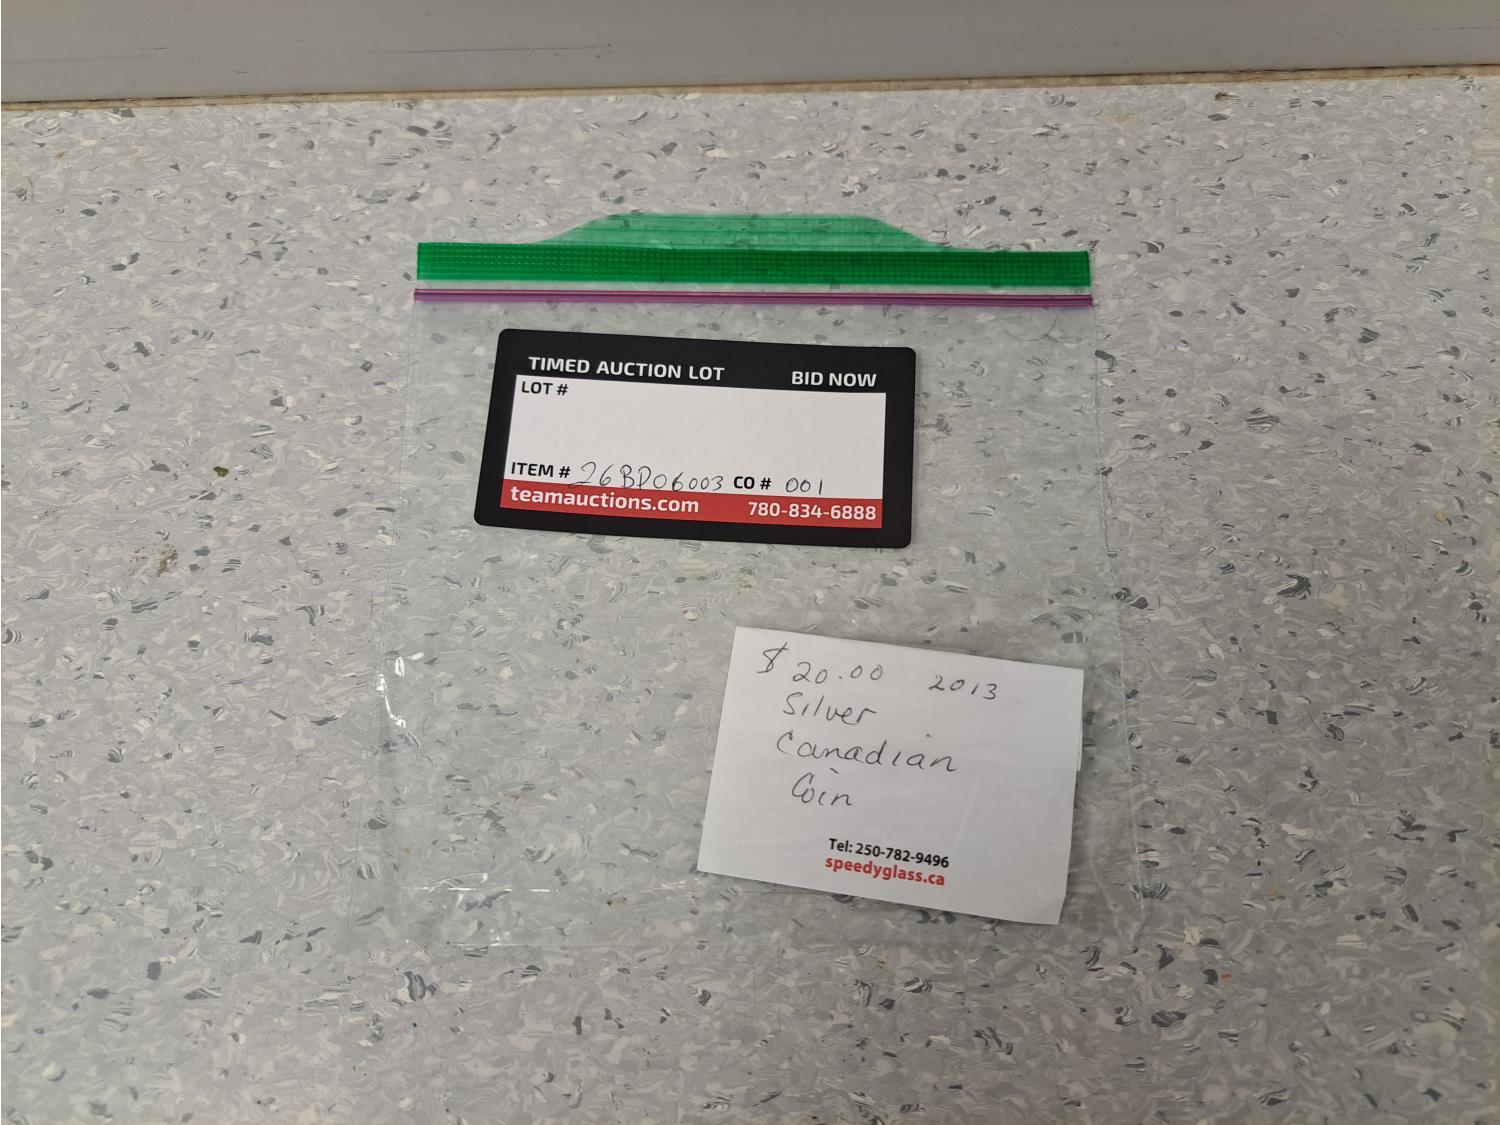 TIMED AUCTION LOT BID NOW
LOT #
ITEM # 26BP06003 CO # 001
teamauctions.com 780-834-6888
$20.00 2013
Silver
Canadian
Coin
Tel: 250-782-9496
speedyglass.ca